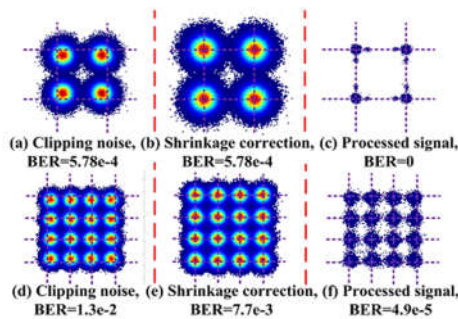 (a) Clipping noise, (b) Shrinkage correction, (c) Processed signal,
BER=5.78e-4 BER=5.78e-4 BER=0
(d) Clipping noise, (e) Shrinkage correction, (f) Processed signal,
BER=1.3e-2 BER=7.7e-3 BER=4.9e-5